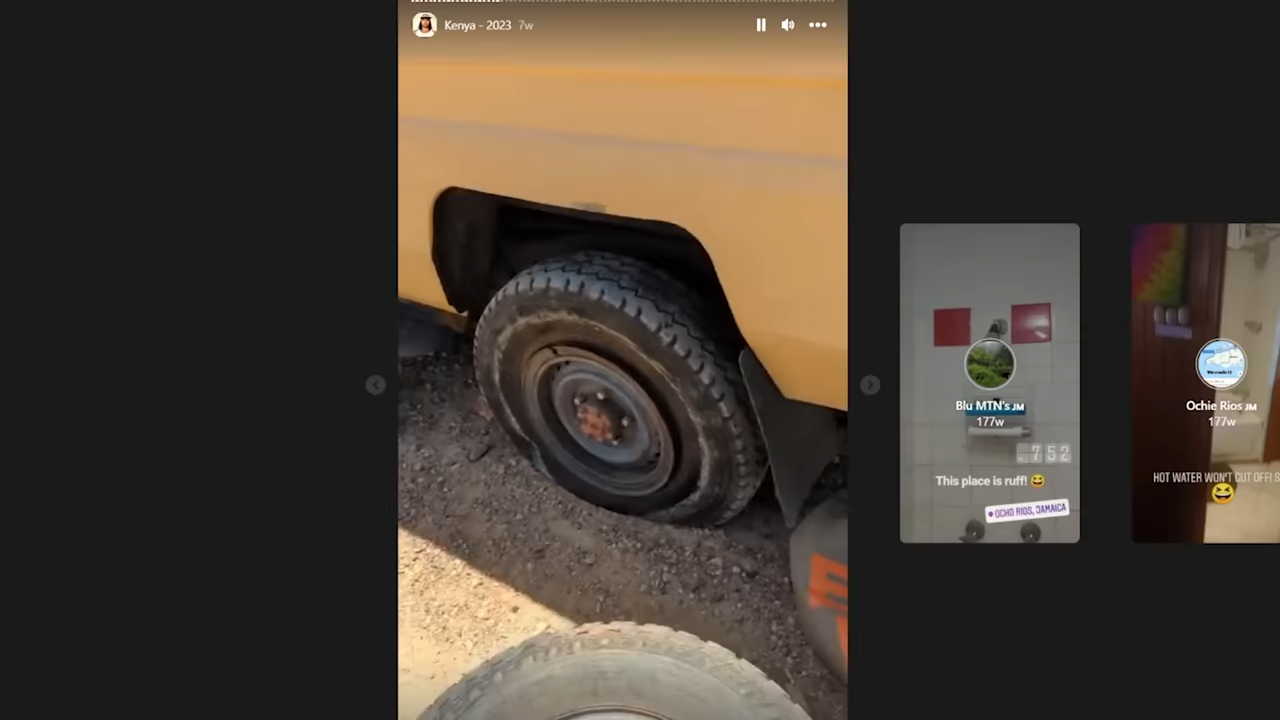 Kenya - 2023 7w
Blu MTN's JM
177w
752
This place is ruff! 😅
OCHO RIOS, JAMAICA
Ochie Rios JM
177w
HOT WATER WON'T CUT OFF! S